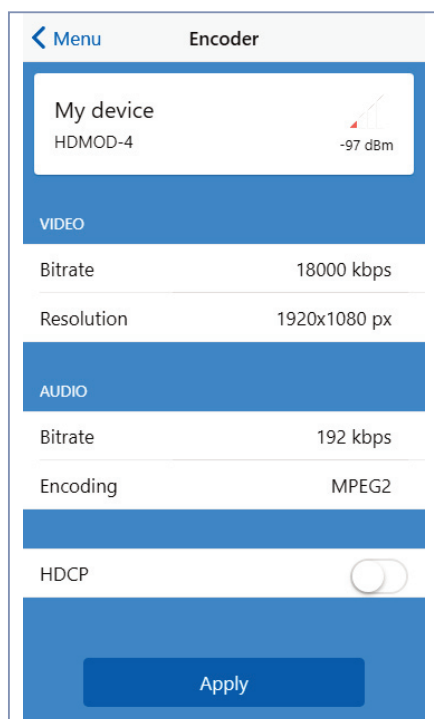 Menu
Encoder
My device
HDMOD-4
-97 dBm
VIDEO
Bitrate 18000 kbps
Resolution 1920x1080 px
AUDIO
Bitrate 192 kbps
Encoding MPEG2
HDCP
Apply